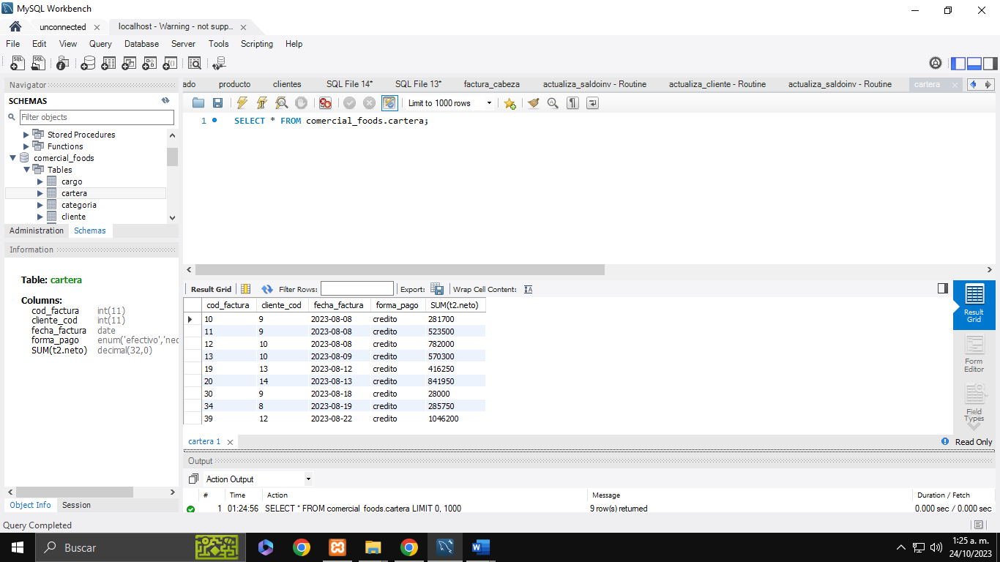 MySQL Workbench
unconnected
localhost - Warning - not supp...
File Edit View Query Database Server Tools Scripting Help
Navigator
SCHEMAS
Filter objects
Stored Procedures
Functions
comercial_foods
Tables
cargo
cartera
categoria
cliente
Administration Schemas
Information
Table: cartera
Columns:
cod_factura int(11)
cliente_cod int(11)
fecha_factura date
forma_pago enum('efectivo','nec
SUM(t2.neto) decimal(32,0)
Object Info Session
ado producto clientes SQL File 14* SQL File 13* factura_cabeza actualiza_saldoinv - Routine actualiza_cliente - Routine actualiza_saldoinv - Routine cartera
Limit to 1000 rows
1 SELECT * FROM comercial_foods.cartera;
Result Grid Filter Rows: Export: Wrap Cell Content:
cod_factura cliente_cod fecha_factura forma_pago SUM(t2.neto)
10 9 2023-08-08 credito 281700
11 9 2023-08-08 credito 523500
12 10 2023-08-08 credito 782000
13 10 2023-08-09 credito 570300
19 13 2023-08-12 credito 416250
20 14 2023-08-13 credito 841950
30 9 2023-08-18 credito 28000
34 8 2023-08-19 credito 285750
39 12 2023-08-22 credito 1046200
Result
Grid
Form
Editor
Field
Types
cartera 1
Read Only
Output
Action Output
# Time Action Message Duration / Fetch
1 01:24:56 SELECT * FROM comercial_foods.cartera LIMIT 0, 1000 9 row(s) returned 0.000 sec / 0.000 sec
Query Completed
Buscar
1:25 a. m.
24/10/2023